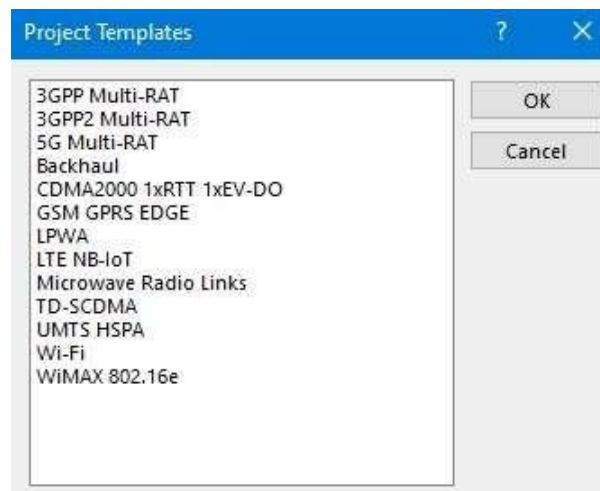 Project Templates ? ×
3GPP Multi-RAT
3GPP2 Multi-RAT
5G Multi-RAT
Backhaul
CDMA2000 1xRTT 1xEV-DO
GSM GPRS EDGE
LPWA
LTE NB-IoT
Microwave Radio Links
TD-SCDMA
UMTS HSPA
Wi-Fi
WiMAX 802.16e
OK
Cancel